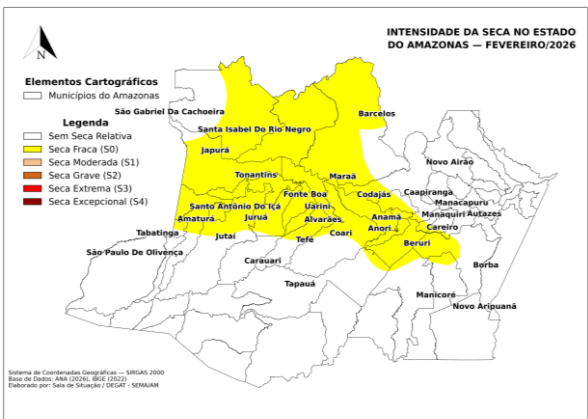 INTENSIDADE DA SECA NO ESTADO
DO AMAZONAS — FEVEREIRO/2026
N
Elementos Cartográficos
Municípios do Amazonas
Legenda
Sem Seca Relativa
Seca Fraca (S0)
Seca Moderada (S1)
Seca Grave (S2)
Seca Extrema (S3)
Seca Excepcional (S4)
São Gabriel Da Cachoeira
Barcelos
Santa Isabel Do Rio Negro
Japurá
Novo Airão
Tonantins
Maraã
Fonte Boa
Codajás
Caapiranga
Santo Antônio Do Içá
Uarini
Manacapuru
Amaturá
Juruá
Alvarães
Anamã
Manaquiri
Autazes
Tabatinga
Jutaí
Coari
Anori
Careiro
Tefé
Beruri
São Paulo De Olivença
Carauari
Borba
Tapauá
Manicoré
Novo Aripuanã
Sistema de Coordenadas Geográficas — SIRGAS 2000
Base de Dados: ANA (2026), IBGE (2022)
Elaborado por: Sala de Situação / DEGAT - SEMA/AM